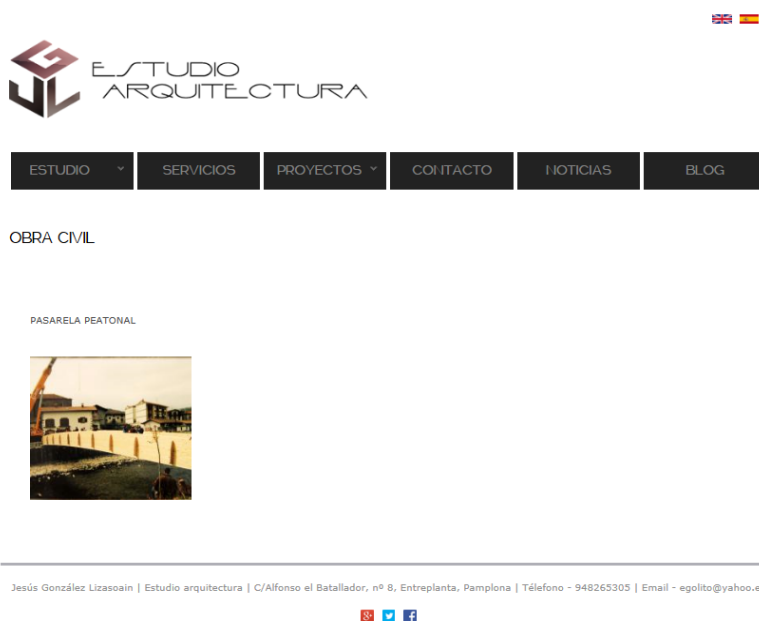 ESTUDIO
ARQUITECTURA
ESTUDIO SERVICIOS PROYECTOS CONTACTO NOTICIAS BLOG
OBRA CIVIL
PASARELA PEATONAL
Jesús González Lizasoain | Estudio arquitectura | C/Alfonso el Batallador, nº 8, Entreplanta, Pamplona | Télefono - 948265305 | Email - egolito@yahoo.e